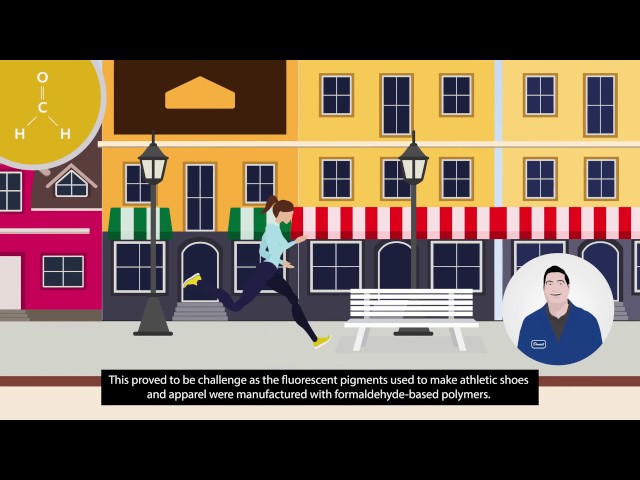 O
C
H H
This proved to be challenge as the fluorescent pigments used to make athletic shoes
and apparel were manufactured with formaldehyde-based polymers.